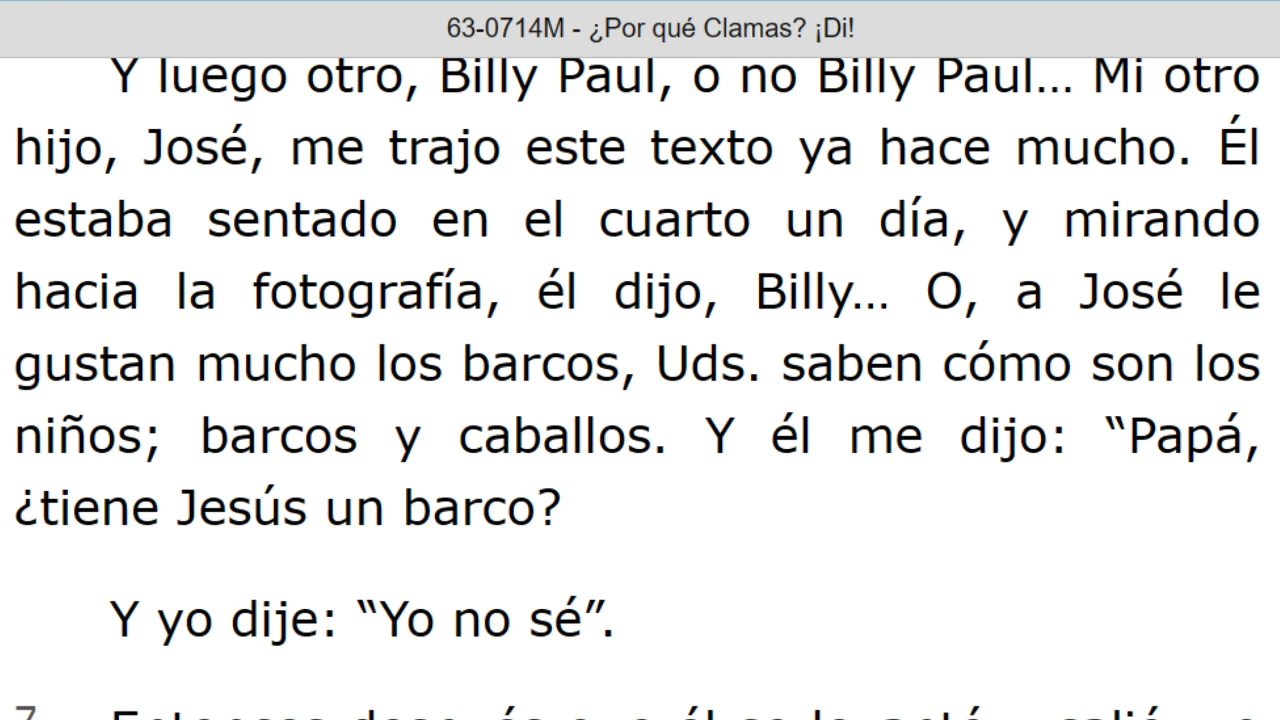 63-0714M - ¿Por qué Clamas? ¡Di!
Y luego otro, Billy Paul, o no Billy Paul... Mi otro
hijo, José, me trajo este texto ya hace mucho. Él
estaba sentado en el cuarto un día, y mirando
hacia la fotografía, él dijo, Billy... O, a José le
gustan mucho los barcos, Uds. saben cómo son los
niños; barcos y caballos. Y él me dijo: “Papá,
¿tiene Jesús un barco?
Y yo dije: “Yo no sé”.
7